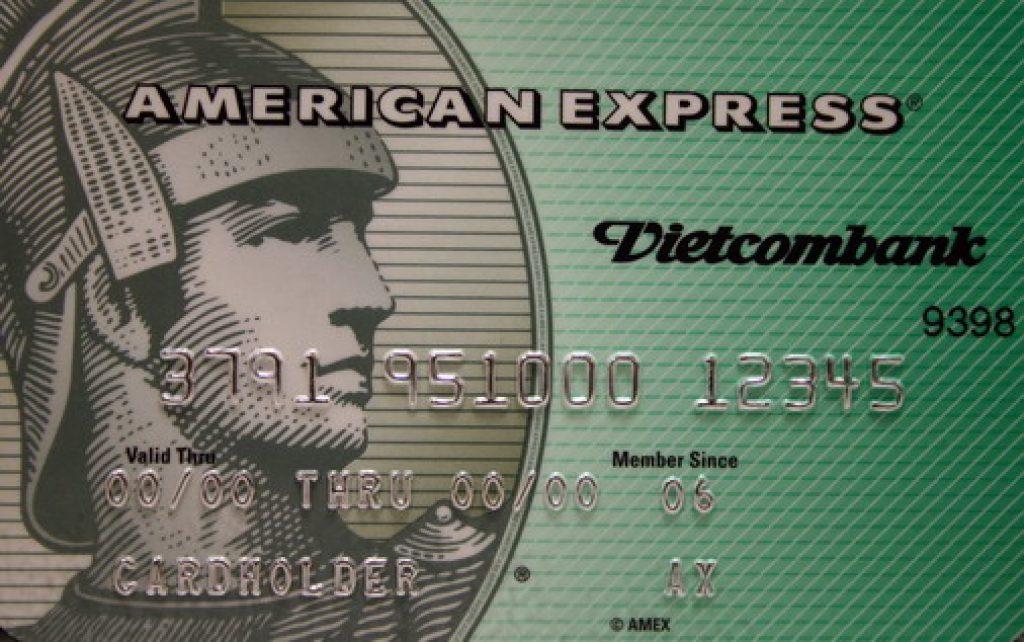 AMERICAN EXPRESS®
Vietcombank
9398
3791 951000 12345
Valid Thru
Member Since
00/00 THRU 00/00 06
CARDHOLDER ® AX
© AMEX